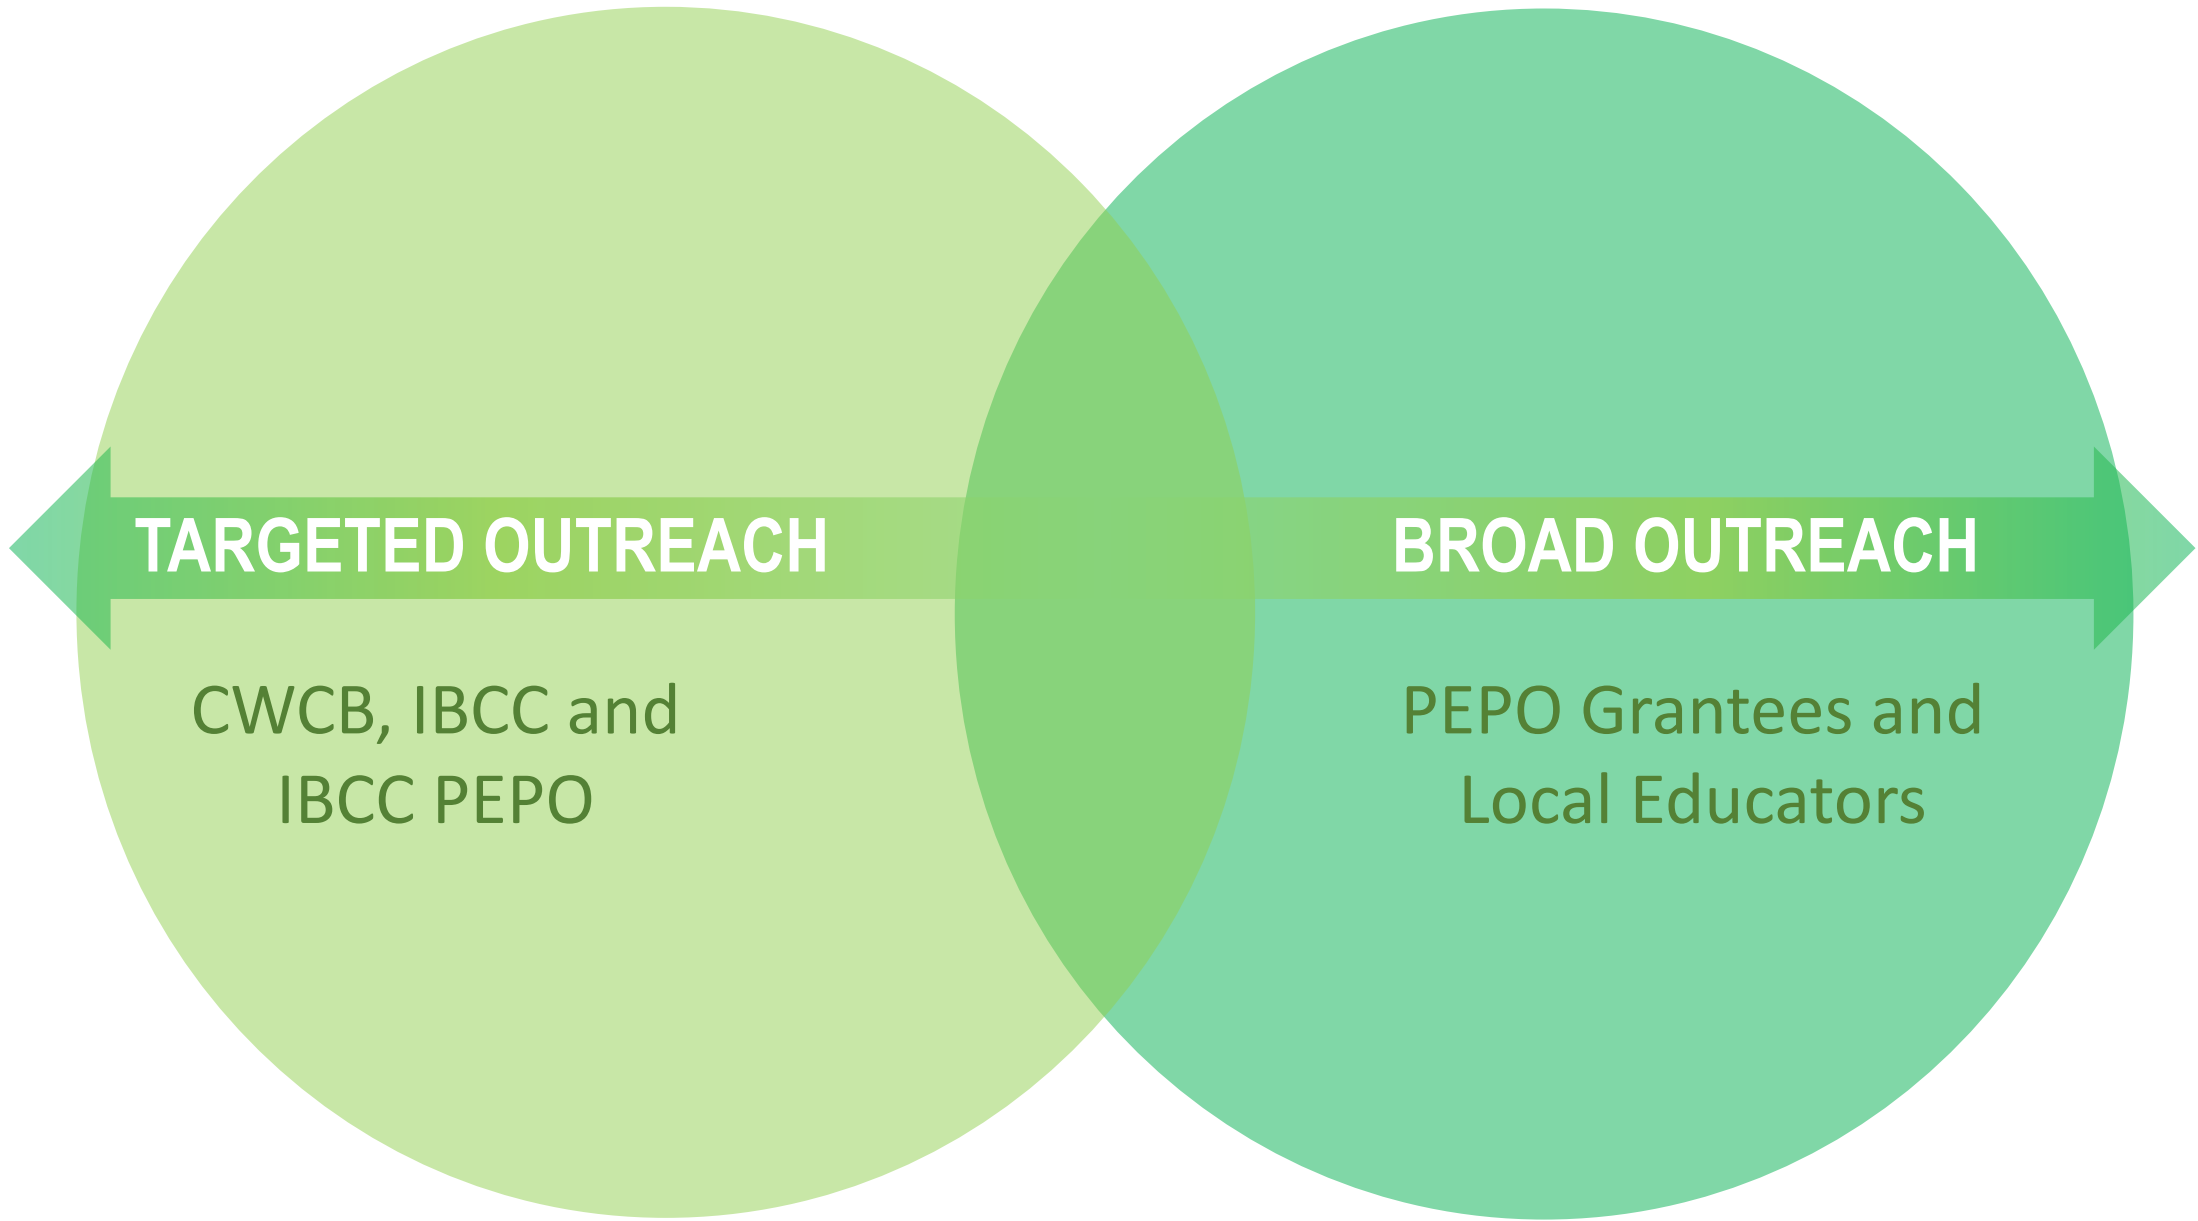 TARGETED OUTREACH
BROAD OUTREACH
CWCB, IBCC and
IBCC PEPO
PEPO Grantees and
Local Educators